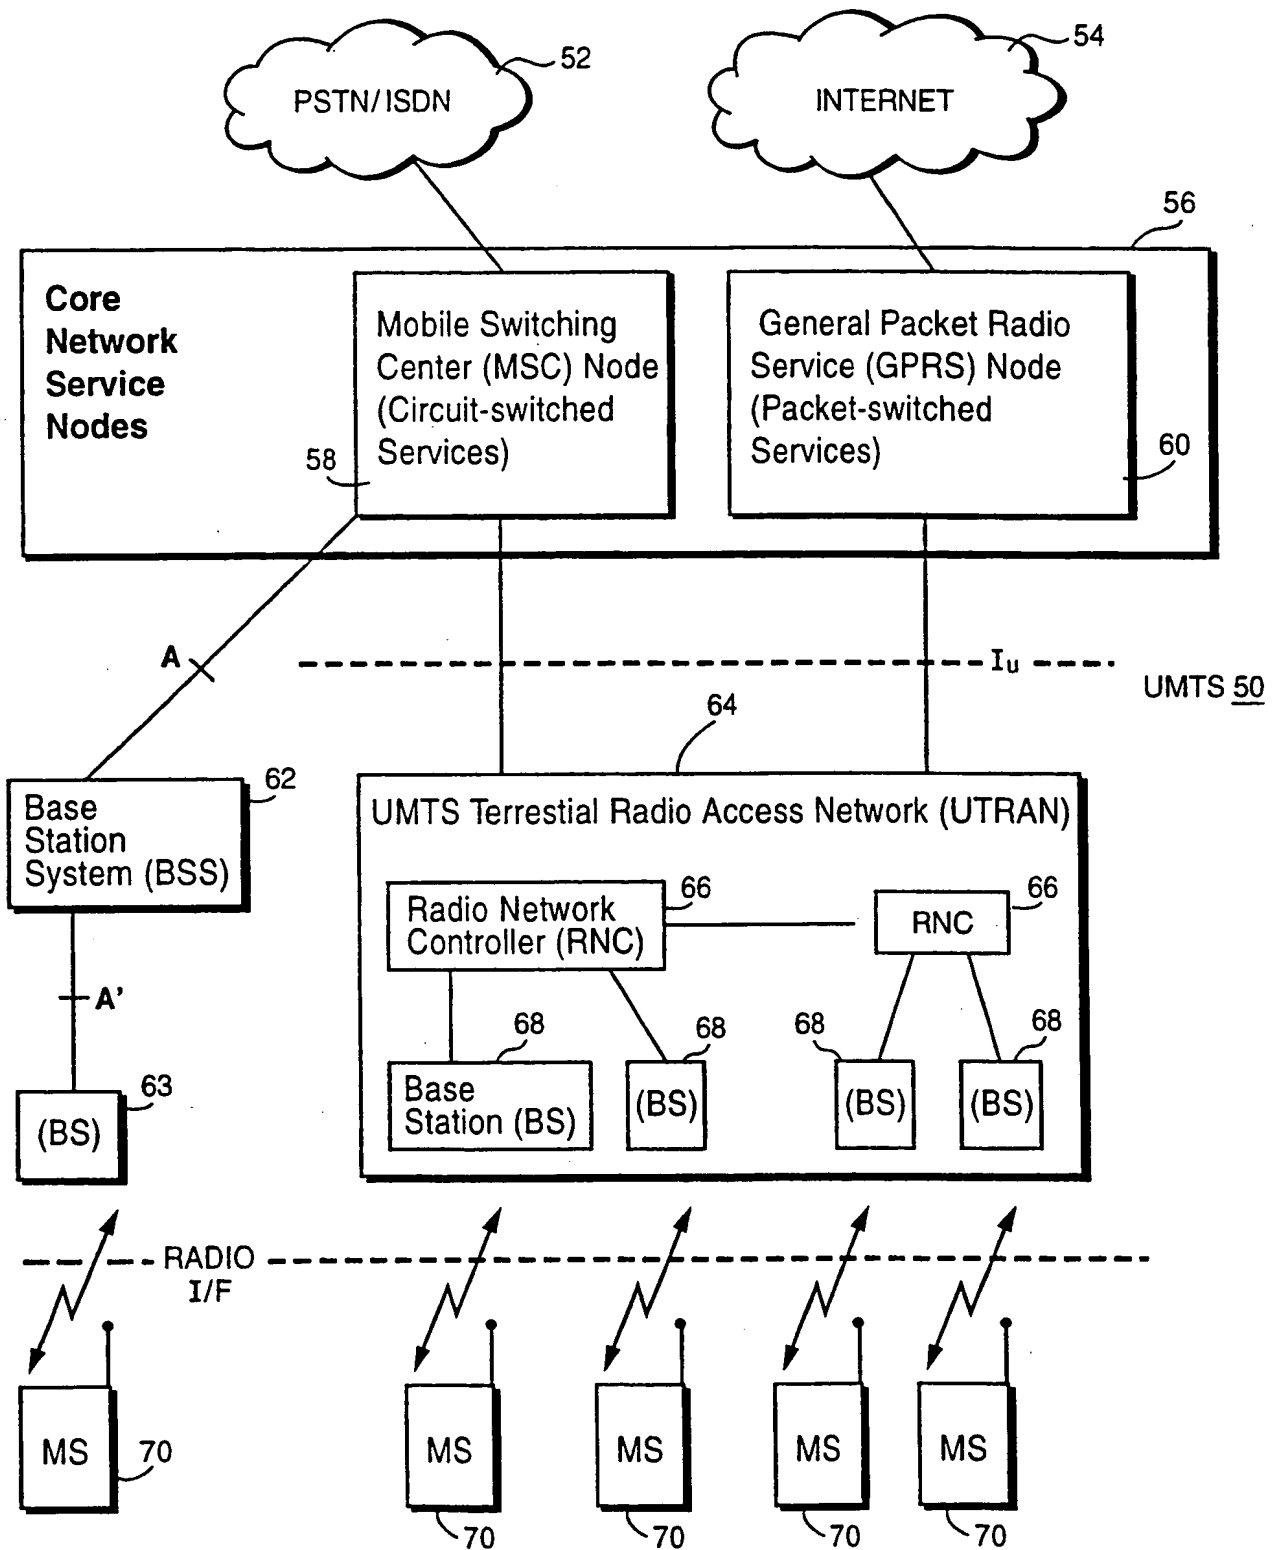 52
54
PSTN/ISDN
INTERNET
56
Core
Network
Service
Nodes
Mobile Switching
Center (MSC) Node
(Circuit-switched
Services)
58
General Packet Radio
Service (GPRS) Node
(Packet-switched
Services)
60
A
Iu
UMTS 50
64
62
Base
Station
System (BSS)
UMTS Terrestial Radio Access Network (UTRAN)
Radio Network
Controller (RNC)
66
RNC
66
A'
68
68
68
68
Base
Station (BS)
(BS)
(BS)
(BS)
63
(BS)
RADIO
I/F
MS
70
MS
70
MS
70
MS
70
MS
70